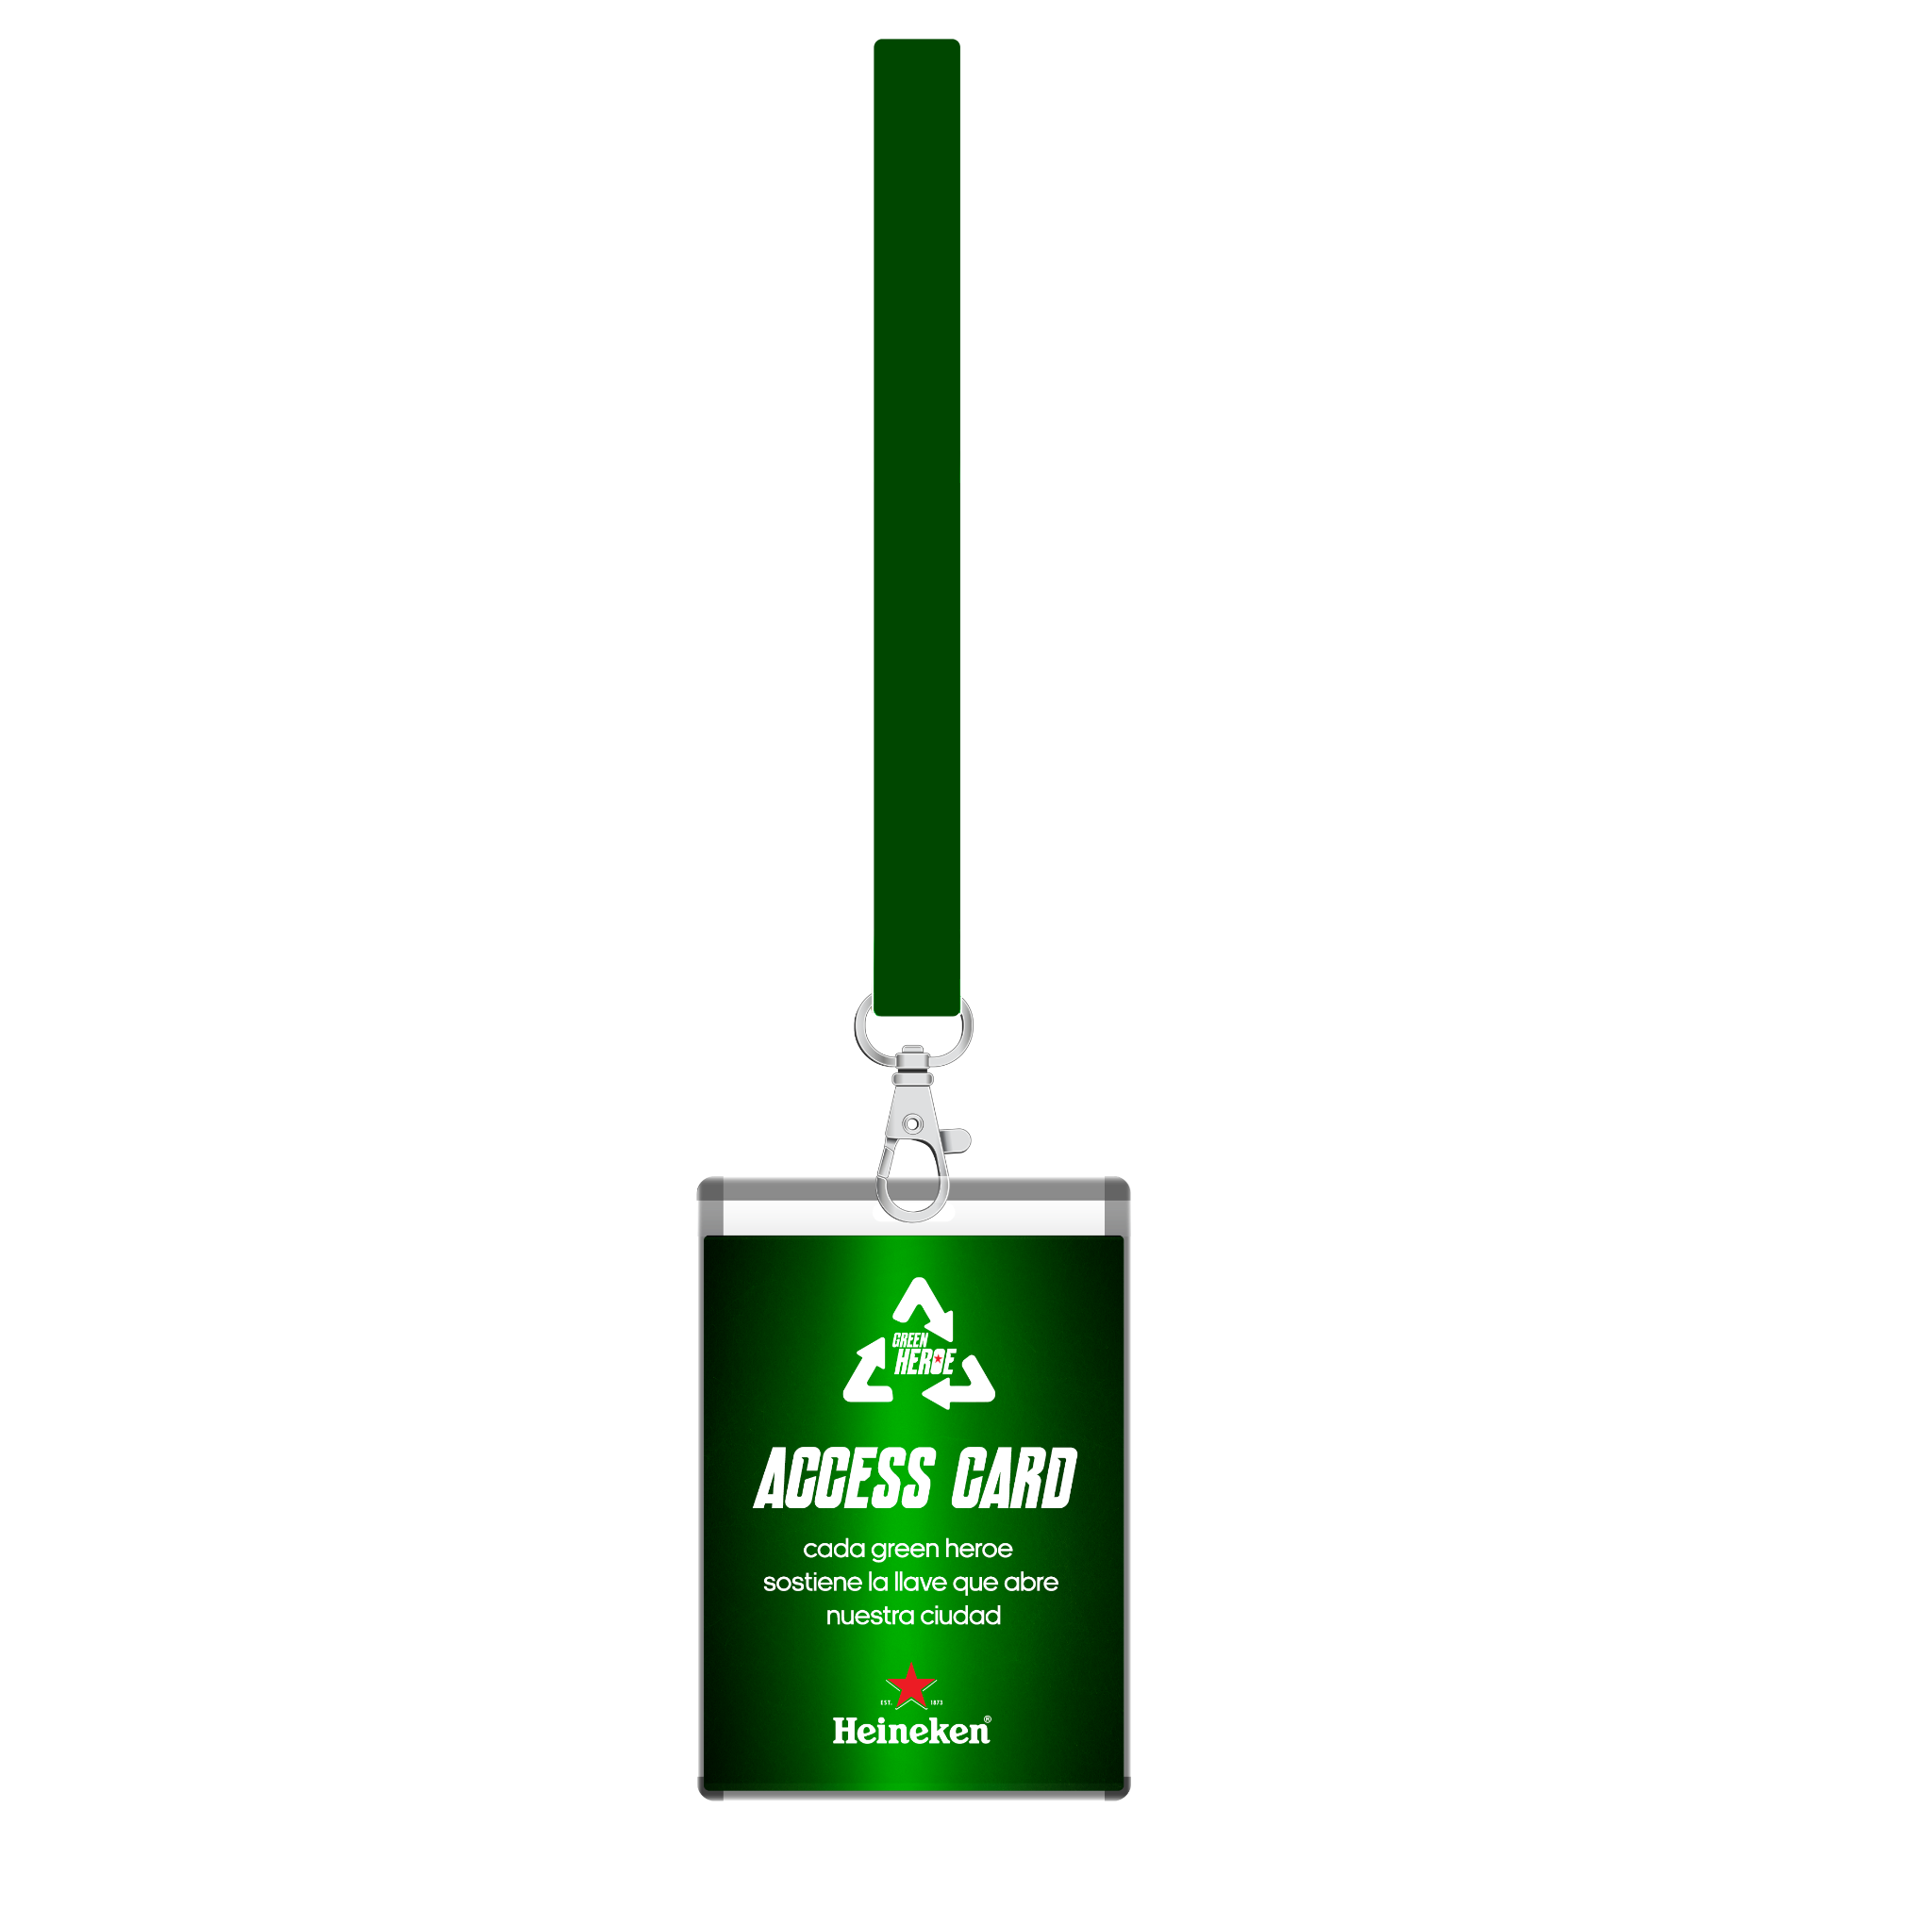 GREEN
HEROE
ACCESS CARD
cada green heroe
sostiene la llave que abre
nuestra ciudad
EST. 1873
Heineken®